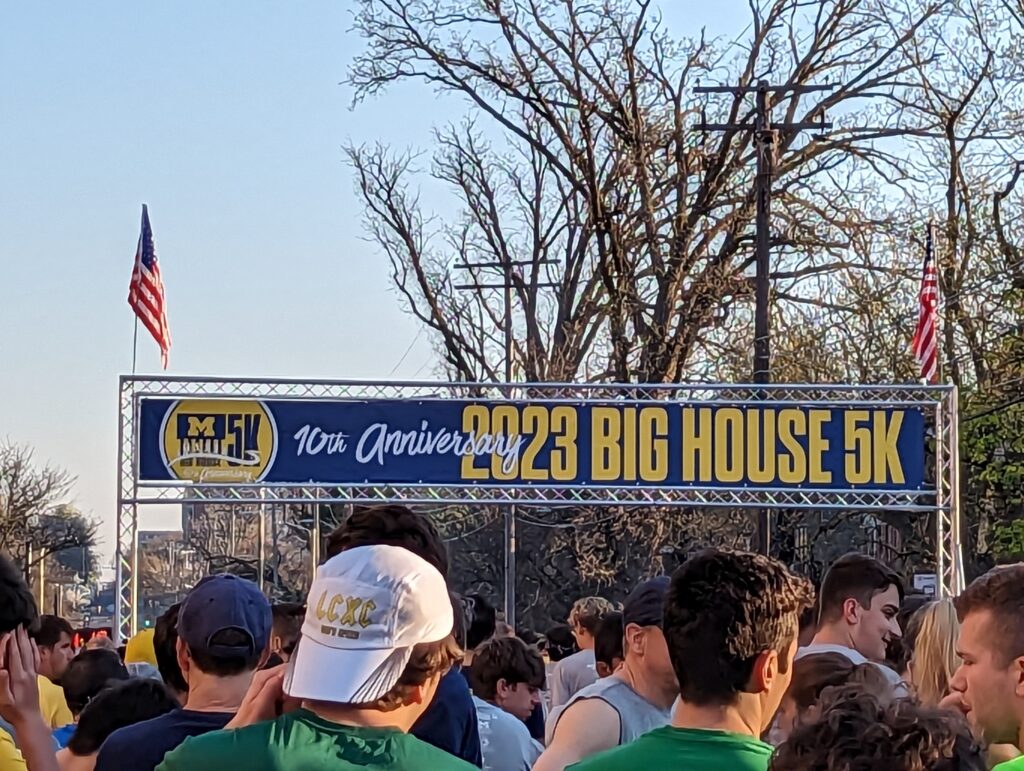 M
5K
10th Anniversary 2023 BIG HOUSE 5K
LCXC